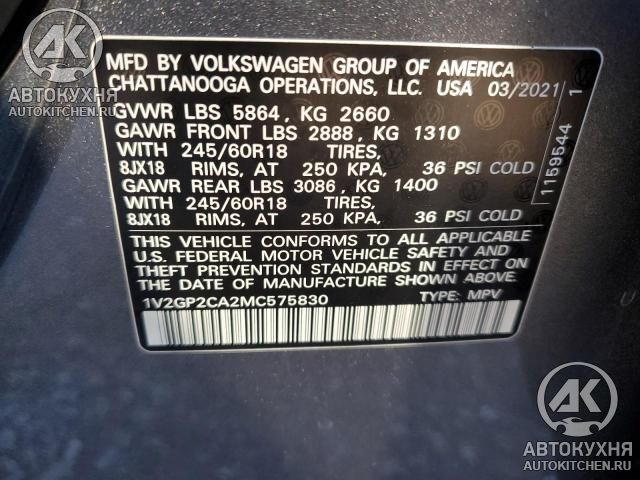 AK
АВТОКУХНЯ
AUTOKITCHEN.RU
MFD BY VOLKSWAGEN GROUP OF AMERICA
CHATTANOOGA OPERATIONS, LLC. USA 03/2021
GVWR LBS 5864, KG 2660
GAWR FRONT LBS 2888, KG 1310
WITH 245/60R18 TIRES,
8JX18 RIMS, AT 250 KPA, 36 PSI COLD
GAWR REAR LBS 3086, KG 1400
WITH 245/60R18 TIRES,
8JX18 RIMS, AT 250 KPA, 36 PSI COLD
THIS VEHICLE CONFORMS TO ALL APPLICABLE
U.S. FEDERAL MOTOR VEHICLE SAFETY AND
THEFT PREVENTION STANDARDS IN EFFECT ON
THE DATE OF MANUFACTURE SHOWN ABOVE.
1V2GP2CA2MC575830 TYPE: MPV
1159544 1
AK
АВТОКУХНЯ
AUTOKITCHEN.RU